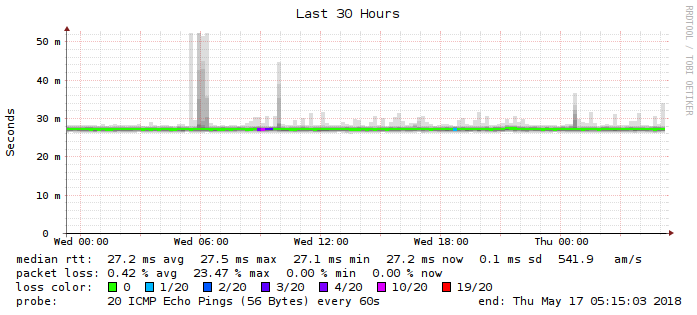 Last 30 Hours
RRDTOOL / TOBI OETIKER
Seconds
50 m
40 m
30 m
20 m
10 m
0
Wed 00:00 Wed 06:00 Wed 12:00 Wed 18:00 Thu 00:00
median rtt: 27.2 ms avg 27.5 ms max 27.1 ms min 27.2 ms now 0.1 ms sd 541.9 am/s
packet loss: 0.42 % avg 23.47 % max 0.00 % min 0.00 % now
loss color: 0 1/20 2/20 3/20 4/20 10/20 19/20
probe: 20 ICMP Echo Pings (56 Bytes) every 60s end: Thu May 17 05:15:03 2018